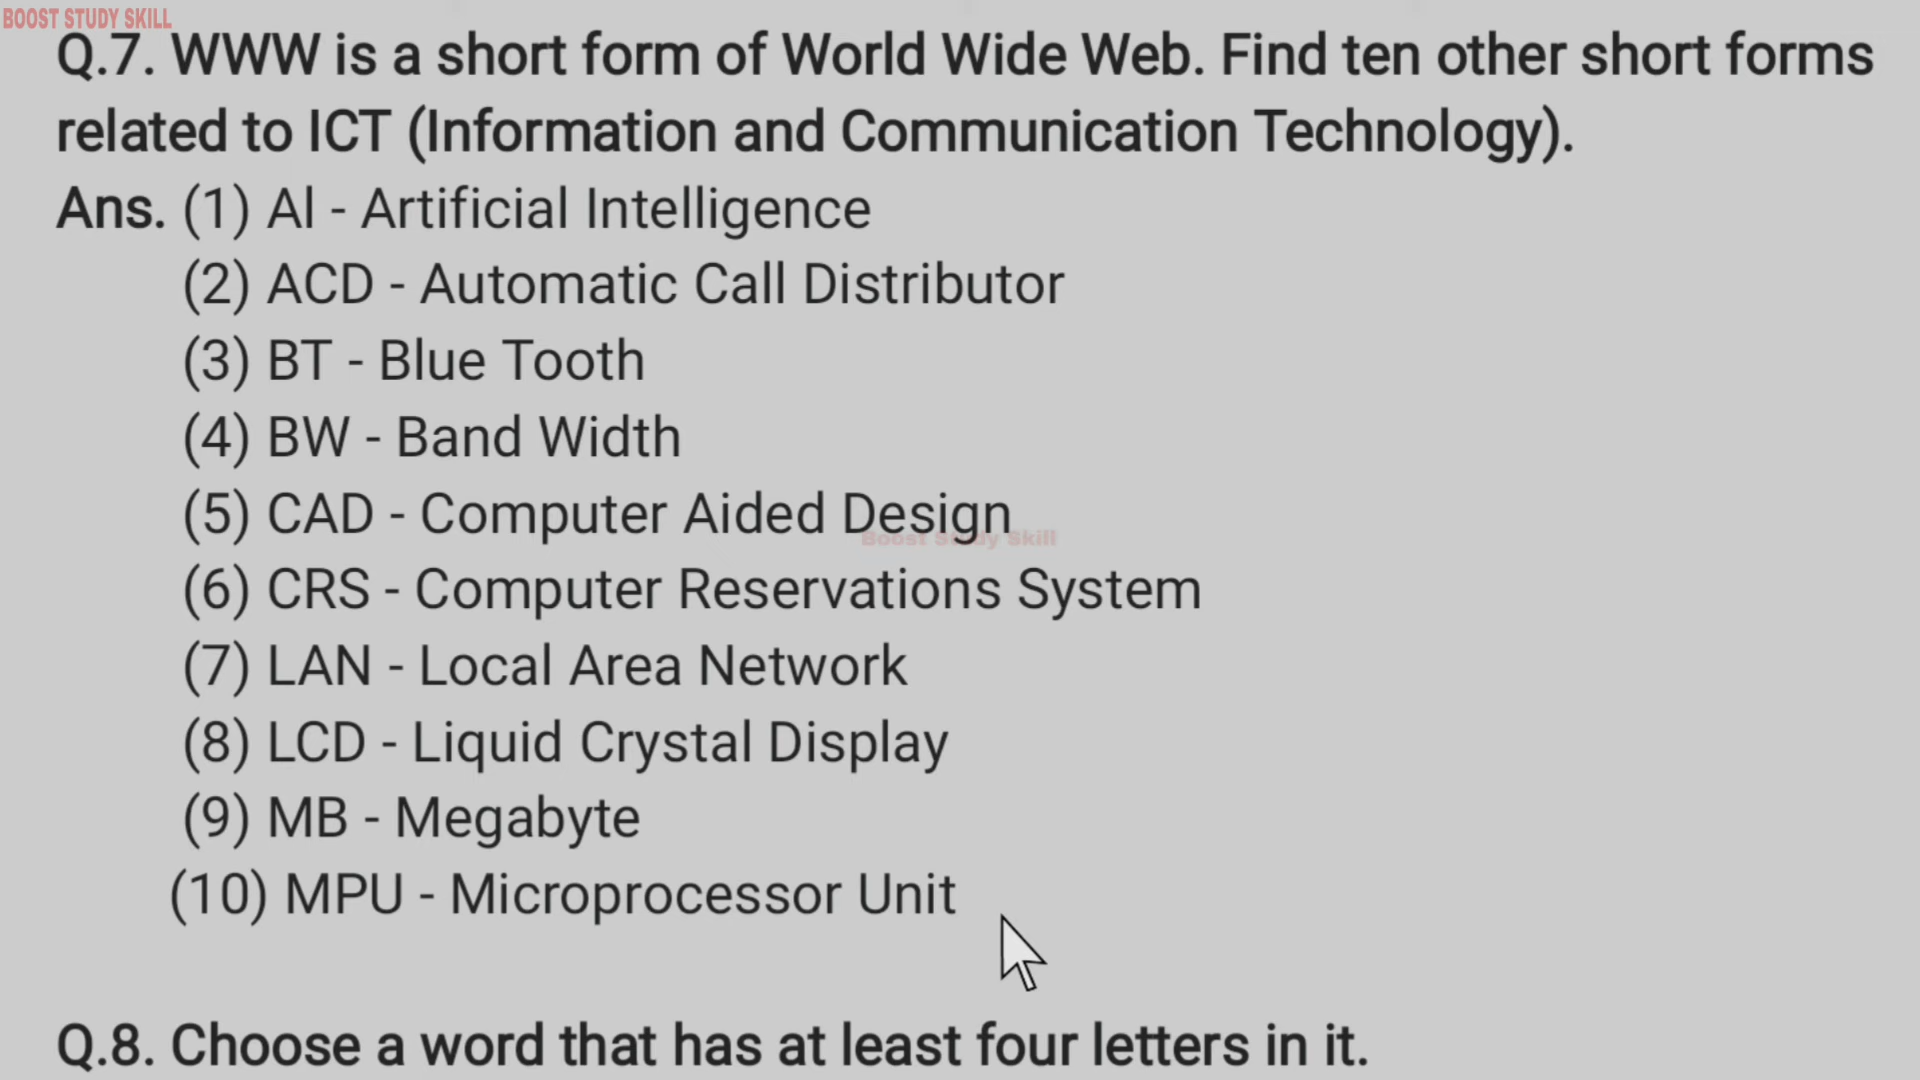 BOOST STUDY SKILL
Q.7. WWW is a short form of World Wide Web. Find ten other short forms
related to ICT (Information and Communication Technology).
Ans. (1) Al - Artificial Intelligence
(2) ACD - Automatic Call Distributor
(3) BT - Blue Tooth
(4) BW - Band Width
(5) CAD - Computer Aided Design
Boost Study Skill
(6) CRS - Computer Reservations System
(7) LAN - Local Area Network
(8) LCD - Liquid Crystal Display
(9) MB - Megabyte
(10) MPU - Microprocessor Unit
Q.8. Choose a word that has at least four letters in it.